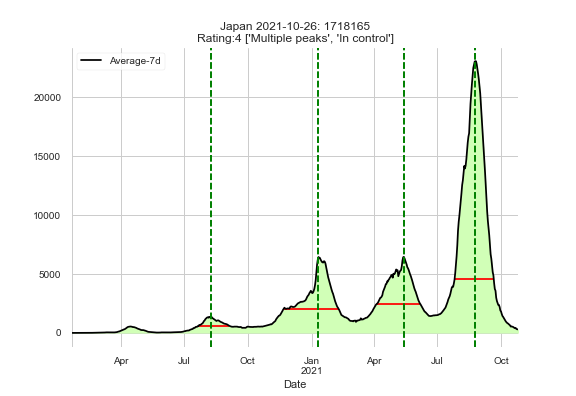 Japan 2021-10-26: 1718165
Rating:4 ['Multiple peaks', 'In control']
Average-7d
20000
15000
10000
5000
0
Apr Jul Oct Jan Apr Jul Oct
2021
Date